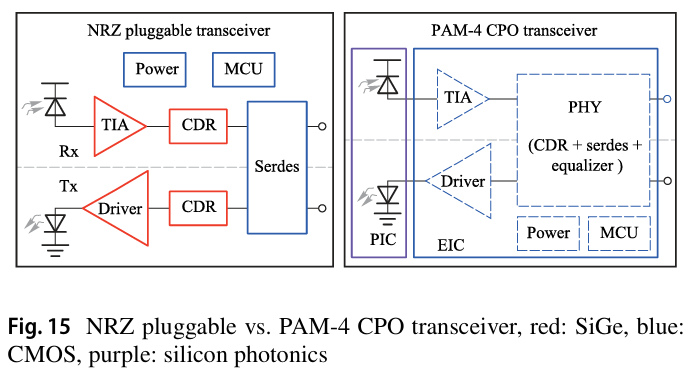 NRZ pluggable transceiver
Power
MCU
TIA
CDR
Rx
Serdes
Tx
Driver
CDR
PAM-4 CPO transceiver
TIA
PHY
(CDR + serdes +
equalizer )
Driver
Power
MCU
PIC
EIC
Fig. 15 NRZ pluggable vs. PAM-4 CPO transceiver, red: SiGe, blue:
CMOS, purple: silicon photonics